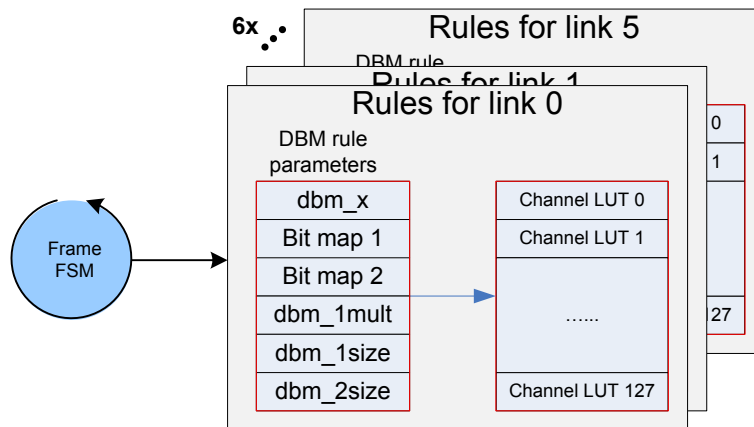 6x
Rules for link 5
DBM rule
Rules for link 1
Rules for link 0
DBM rule
parameters
dbm_x
Bit map 1
Bit map 2
dbm_1mult
dbm_1size
dbm_2size
Channel LUT 0
Channel LUT 1
…...
Channel LUT 127
0
1
127
Frame
FSM